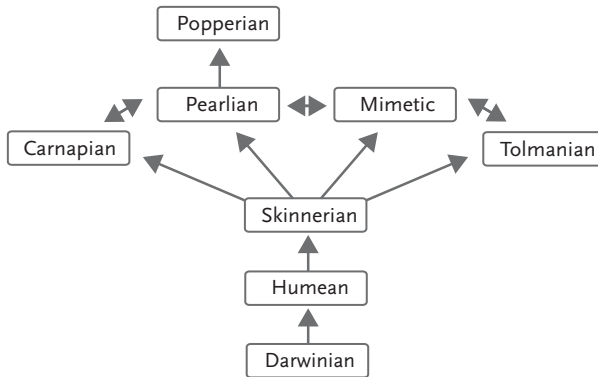 Popperian
Pearlian
Mimetic
Carnapian
Tolmanian
Skinnerian
Humean
Darwinian